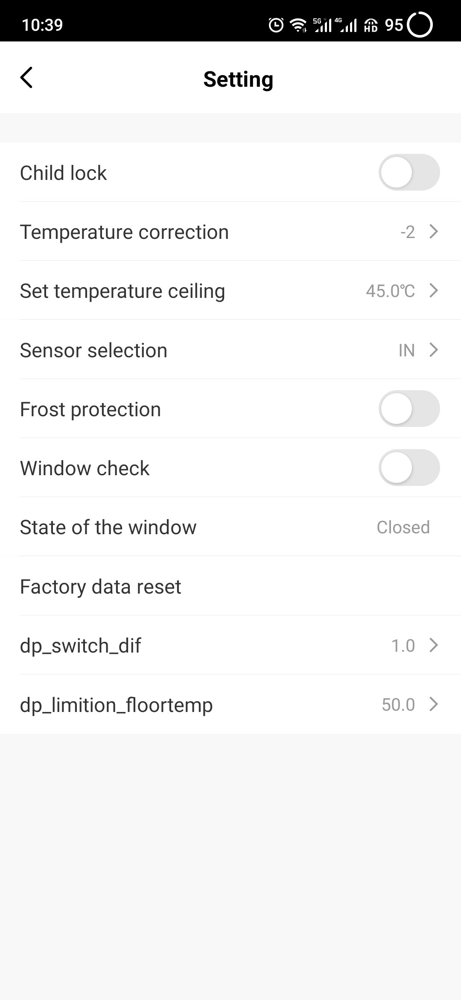 10:39 5G 4G HD 95
Setting
Child lock
Temperature correction -2
Set temperature ceiling 45.0℃
Sensor selection IN
Frost protection
Window check
State of the window Closed
Factory data reset
dp_switch_dif 1.0
dp_limition_floortemp 50.0